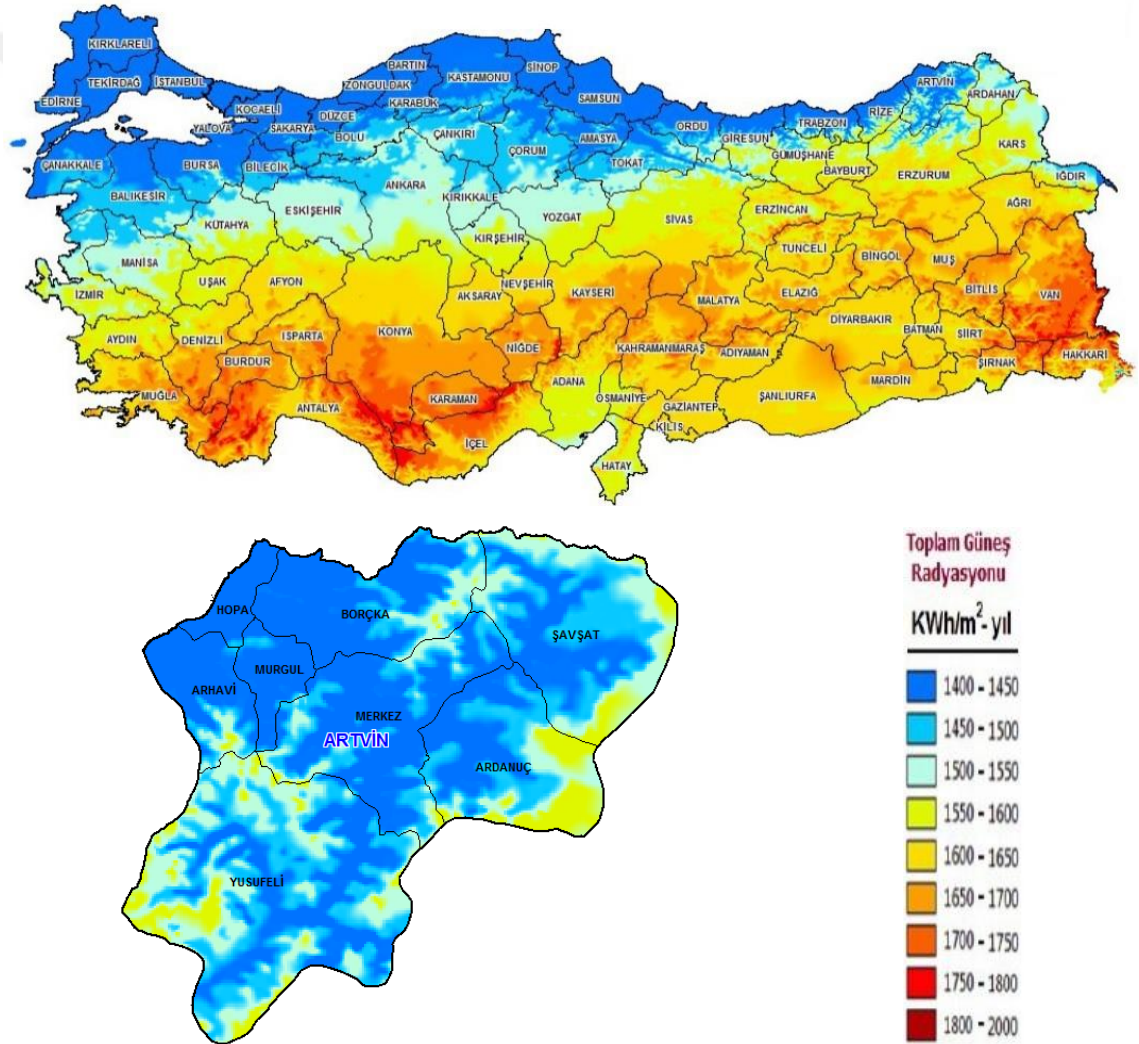 KIRKLARELİ
TEKİRDAĞ
İSTANBUL
EDİRNE
KOCAELİ
YALOVA
SAKARYA
DÜZCE
BOLU
ZONGULDAK
BARTIN
KARABÜK
KASTAMONU
SİNOP
SAMSUN
ÇANKIRI
ÇORUM
AMASYA
TOKAT
ORDU
GİRESUN
TRABZON
RİZE
ARTVİN
ARDAHAN
GÜMÜŞHANE
BAYBURT
ERZURUM
KARS
IĞDIR
AĞRI
ÇANAKKALE
BURSA
BİLECİK
BALIKESİR
KÜTAHYA
ESKİŞEHİR
ANKARA
KIRIKKALE
YOZGAT
KIRŞEHİR
SİVAS
ERZİNCAN
TUNCELİ
BİNGÖL
MUŞ
BİTLİS
VAN
MANİSA
UŞAK
AFYON
İZMİR
AYDIN
DENİZLİ
ISPARTA
BURDUR
MUĞLA
ANTALYA
KONYA
AKSARAY
NEVŞEHİR
NİĞDE
KAYSERİ
KARAMAN
İÇEL
ADANA
OSMANİYE
HATAY
KAHRAMANMARAŞ
MALATYA
ELAZIĞ
ADIYAMAN
GAZİANTEP
KİLİS
ŞANLIURFA
DİYARBAKIR
BATMAN
MARDİN
SİİRT
ŞIRNAK
HAKKARİ
HOPA
BORÇKA
ŞAVŞAT
MURGUL
ARHAVİ
MERKEZ
ARTVİN
ARDANUÇ
YUSUFELİ
Toplam Güneş
Radyasyonu
KWh/m²- yıl
1400 - 1450
1450 - 1500
1500 - 1550
1550 - 1600
1600 - 1650
1650 - 1700
1700 - 1750
1750 - 1800
1800 - 2000